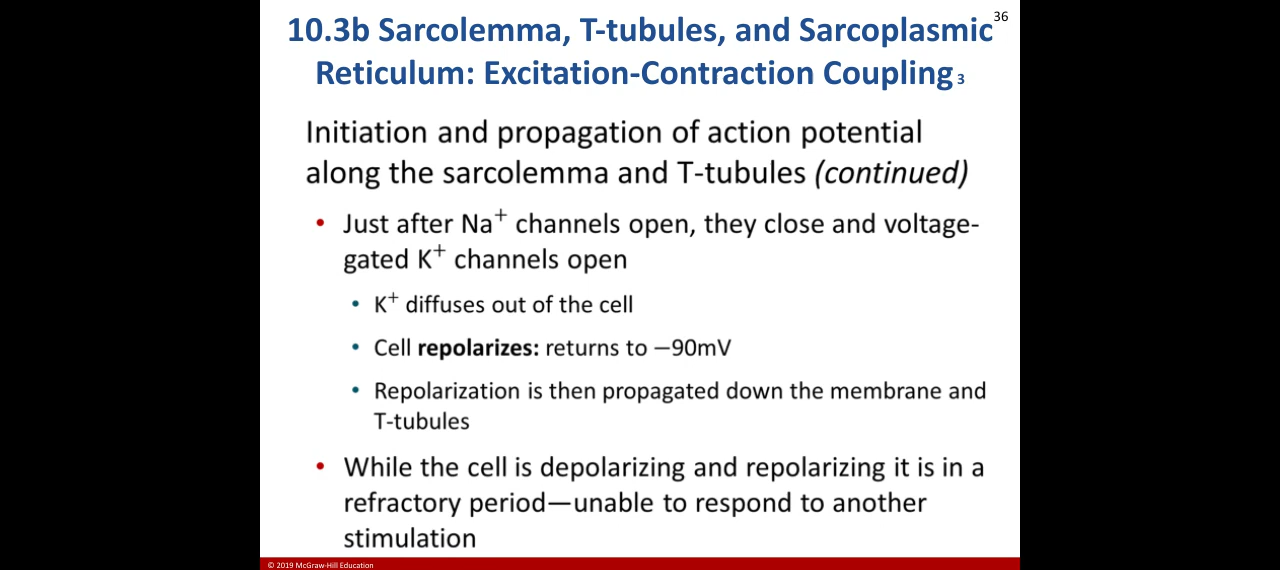 36
10.3b Sarcolemma, T-tubules, and Sarcoplasmic
Reticulum: Excitation-Contraction Coupling 3
Initiation and propagation of action potential
along the sarcolemma and T-tubules (continued)
• Just after Na⁺ channels open, they close and voltage-
gated K⁺ channels open
• K⁺ diffuses out of the cell
• Cell repolarizes: returns to −90mV
• Repolarization is then propagated down the membrane and
T-tubules
• While the cell is depolarizing and repolarizing it is in a
refractory period—unable to respond to another
stimulation
© 2019 McGraw-Hill Education